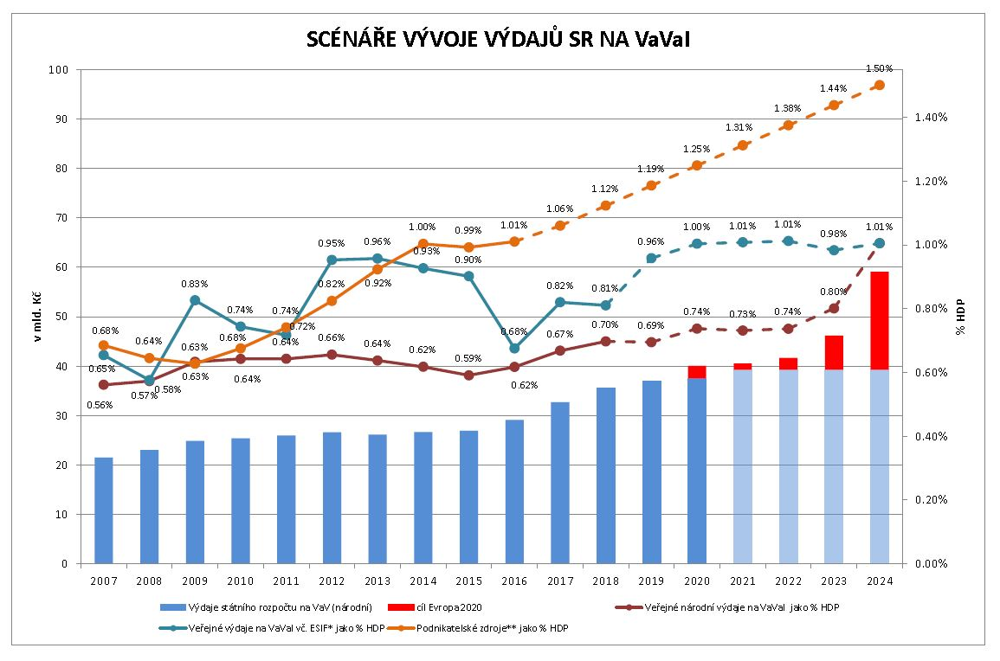 SCÉNÁŘE VÝVOJE VÝDAJŮ SR NA VaVaI
v mld. Kč
100
90
80
70
60
50
40
30
20
10
0
% HDP
1.40%
1.20%
1.00%
0.80%
0.60%
0.40%
0.20%
0.00%
0.68% 0.64% 0.63% 0.68% 0.74% 0.82% 0.92% 1.00% 0.99% 1.01% 1.06% 1.12% 1.19% 1.25% 1.31% 1.38% 1.44% 1.50%
0.65% 0.58% 0.83% 0.74% 0.72% 0.95% 0.96% 0.93% 0.90% 0.68% 0.82% 0.81% 0.96% 1.00% 1.01% 1.01% 0.98% 1.01%
0.56% 0.57% 0.63% 0.64% 0.64% 0.66% 0.64% 0.62% 0.59% 0.62% 0.67% 0.70% 0.69% 0.74% 0.73% 0.74% 0.80%
2007 2008 2009 2010 2011 2012 2013 2014 2015 2016 2017 2018 2019 2020 2021 2022 2023 2024
Výdaje státního rozpočtu na VaV (národní) cíl Evropa 2020 Veřejné národní výdaje na VaVaI jako % HDP
Veřejné výdaje na VaVaI vč. ESIF* jako % HDP Podnikatelské zdroje** jako % HDP